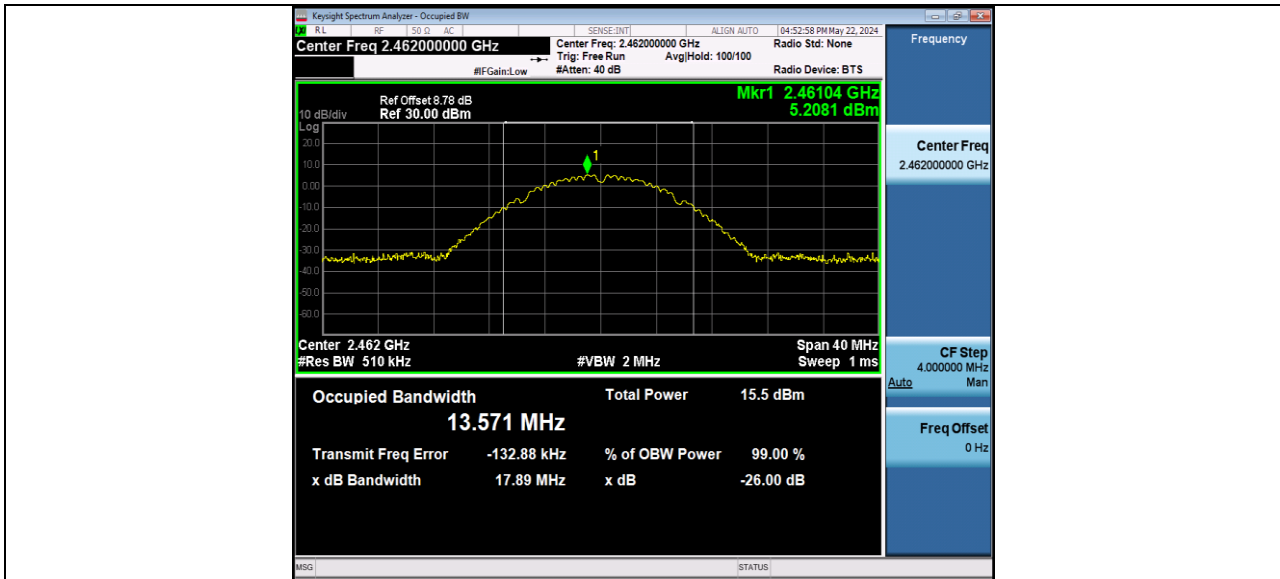 Keysight Spectrum Analyzer - Occupied BW
LXI RL RF 50 Ω AC SENSE:INT ALIGN AUTO 04:52:58 PM May 22, 2024
Center Freq 2.462000000 GHz
Center Freq: 2.462000000 GHz
Radio Std: None
Trig: Free Run Avg|Hold: 100/100
#IFGain:Low
#Atten: 40 dB
Radio Device: BTS
Frequency
Mkr1 2.46104 GHz
5.2081 dBm
Ref Offset 8.78 dB
10 dB/div Ref 30.00 dBm
Log
20.0
10.0
0.00
-10.0
-20.0
-30.0
-40.0
-50.0
-60.0
1
Center 2.462 GHz Span 40 MHz
#Res BW 510 kHz #VBW 2 MHz Sweep 1 ms
Center Freq
2.462000000 GHz
CF Step
4.000000 MHz
Auto Man
Freq Offset
0 Hz
Occupied Bandwidth Total Power 15.5 dBm
13.571 MHz
Transmit Freq Error -132.88 kHz % of OBW Power 99.00 %
x dB Bandwidth 17.89 MHz x dB -26.00 dB
MSG STATUS